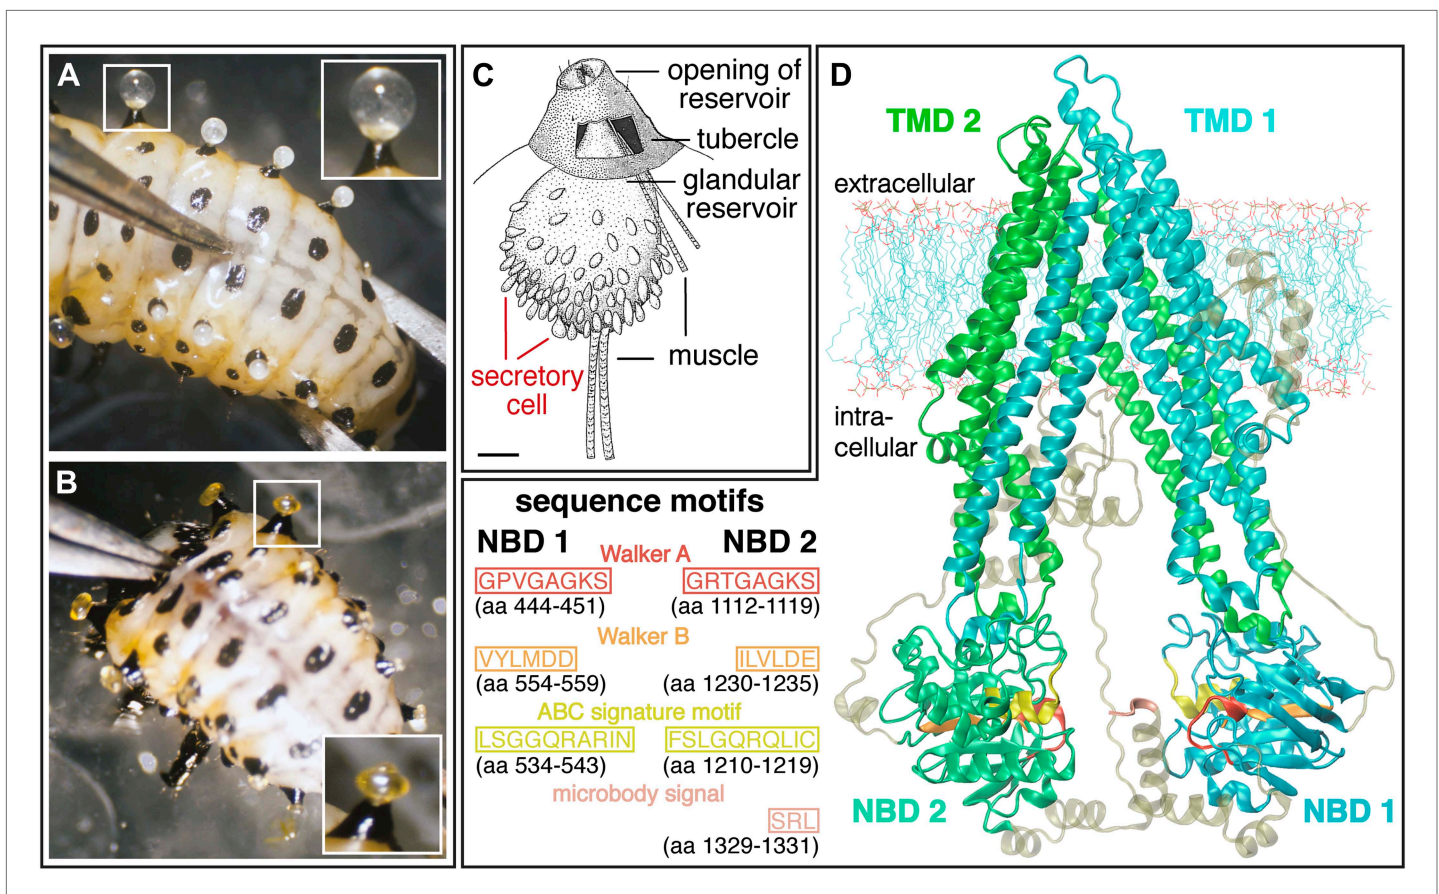 A
B
C
opening of
reservoir
tubercle
glandular
reservoir
muscle
secretory
cell
sequence motifs
NBD 1
NBD 2
Walker A
GPVGAGKS
GRTGAGKS
(aa 444-451)
(aa 1112-1119)
Walker B
VYLMDD
ILVLDE
(aa 554-559)
(aa 1230-1235)
ABC signature motif
LSGGQRARIN
FSLGQRQLIC
(aa 534-543)
(aa 1210-1219)
microbody signal
SRL
(aa 1329-1331)
D
TMD 2
TMD 1
extracellular
intra-
cellular
NBD 2
NBD 1